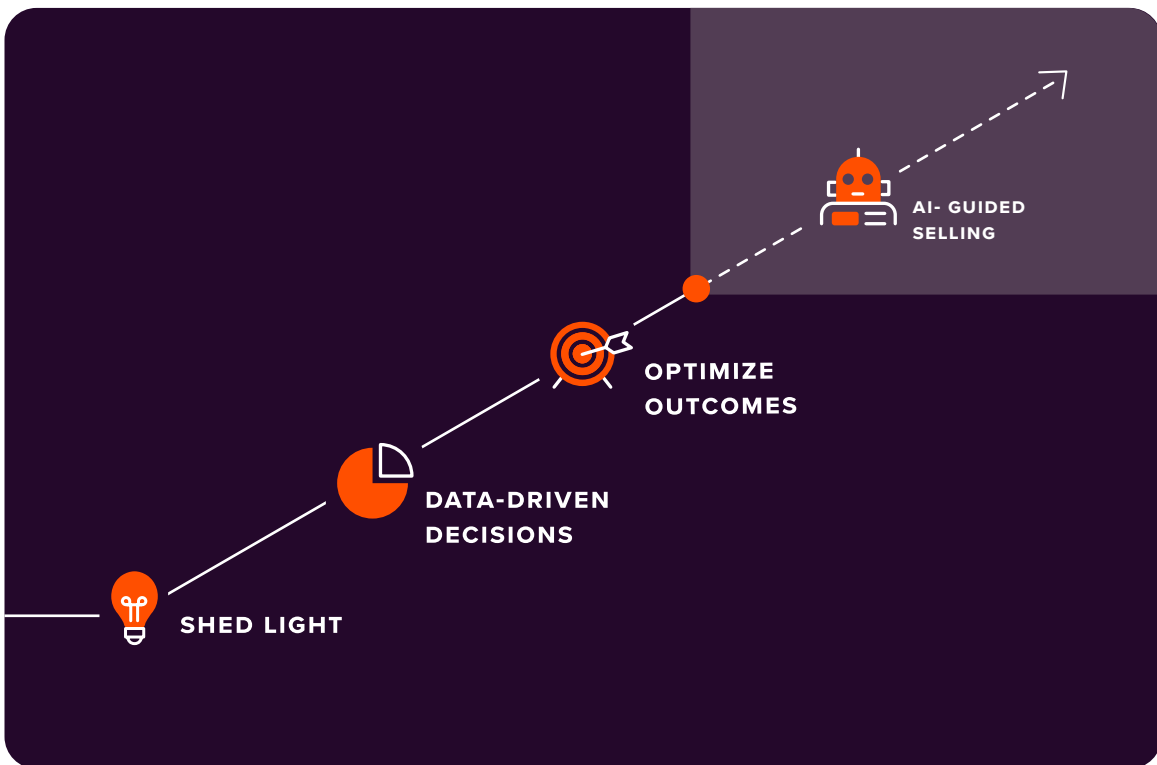 AI- GUIDED
SELLING
OPTIMIZE
OUTCOMES
DATA-DRIVEN
DECISIONS
SHED LIGHT